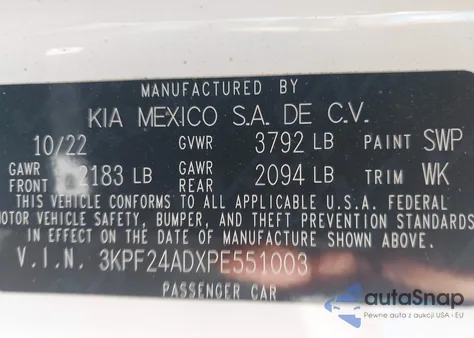 MANUFACTURED BY
KIA MEXICO S.A. DE C.V.
10/22 GVWR 3792 LB PAINT SWP
GAWR FRONT 2183 LB GAWR REAR 2094 LB TRIM WK
THIS VEHICLE CONFORMS TO ALL APPLICABLE U.S.A. FEDERAL
MOTOR VEHICLE SAFETY, BUMPER, AND THEFT PREVENTION STANDARDS
IN EFFECT ON THE DATE OF MANUFACTURE SHOWN ABOVE.
V.I.N. 3KPF24ADXPE551003
PASSENGER CAR
autoSnap
Pewne auta z aukcji USA i EU